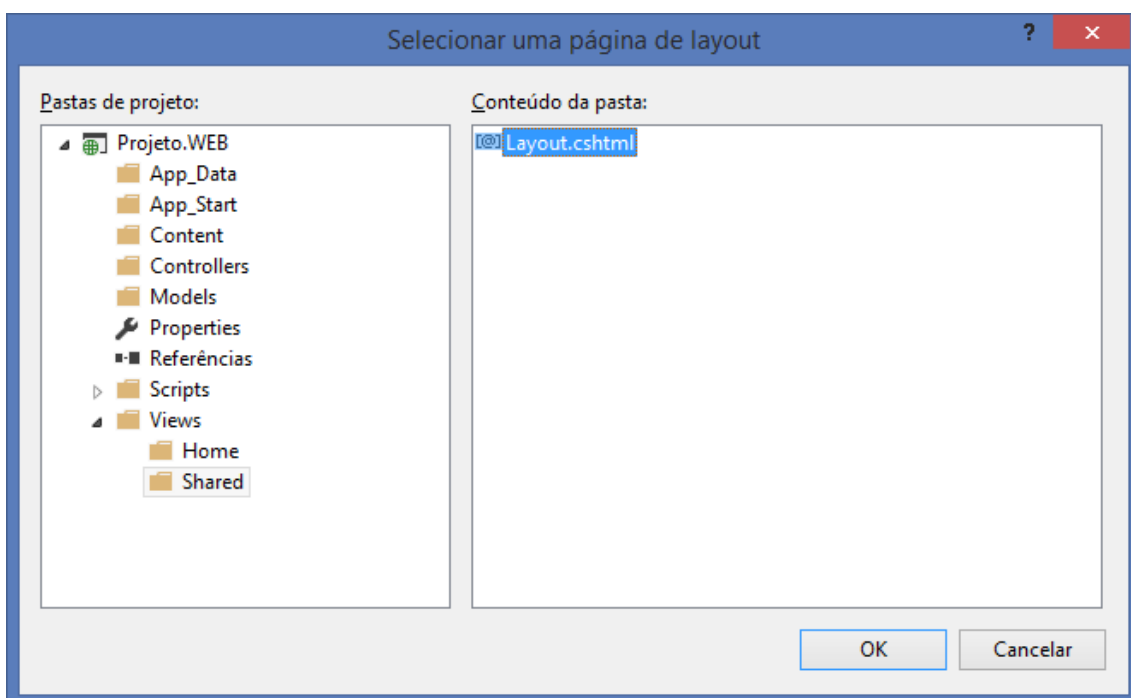 Selecionar uma página de layout
?
×
Pastas de projeto:
Projeto.WEB
App_Data
App_Start
Content
Controllers
Models
Properties
Referências
Scripts
Views
Home
Shared
Conteúdo da pasta:
[@] Layout.cshtml
OK
Cancelar